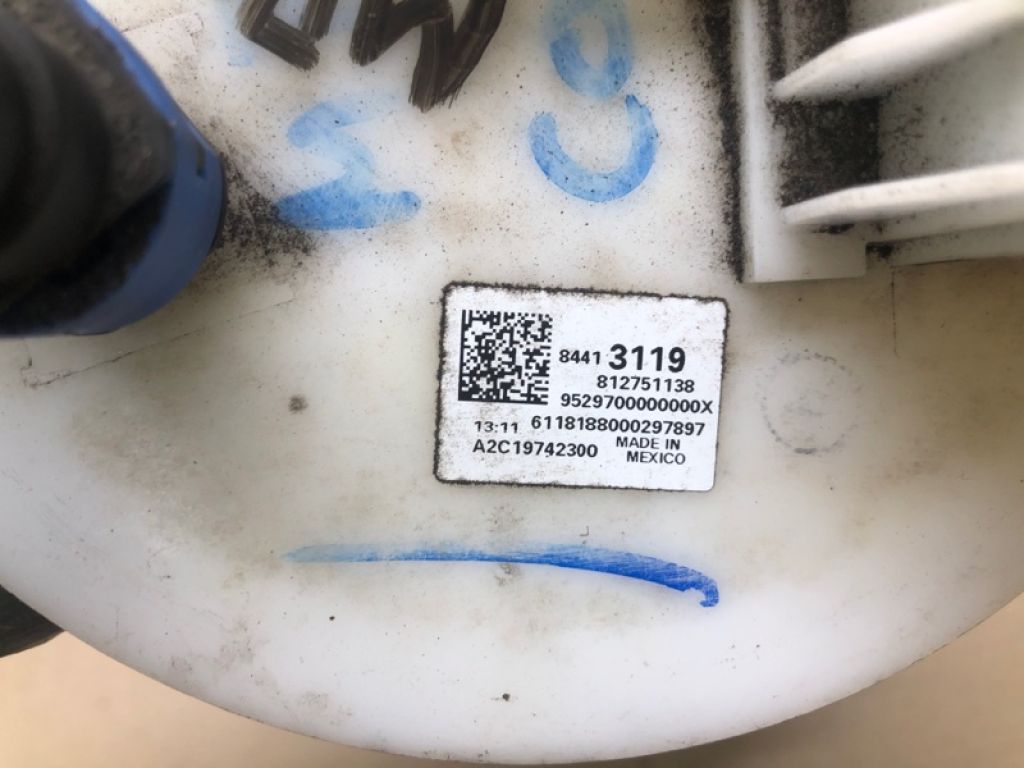 8441 3119
812751138
9529700000000X
13:11 6118188000297897
A2C19742300 MADE IN
MEXICO